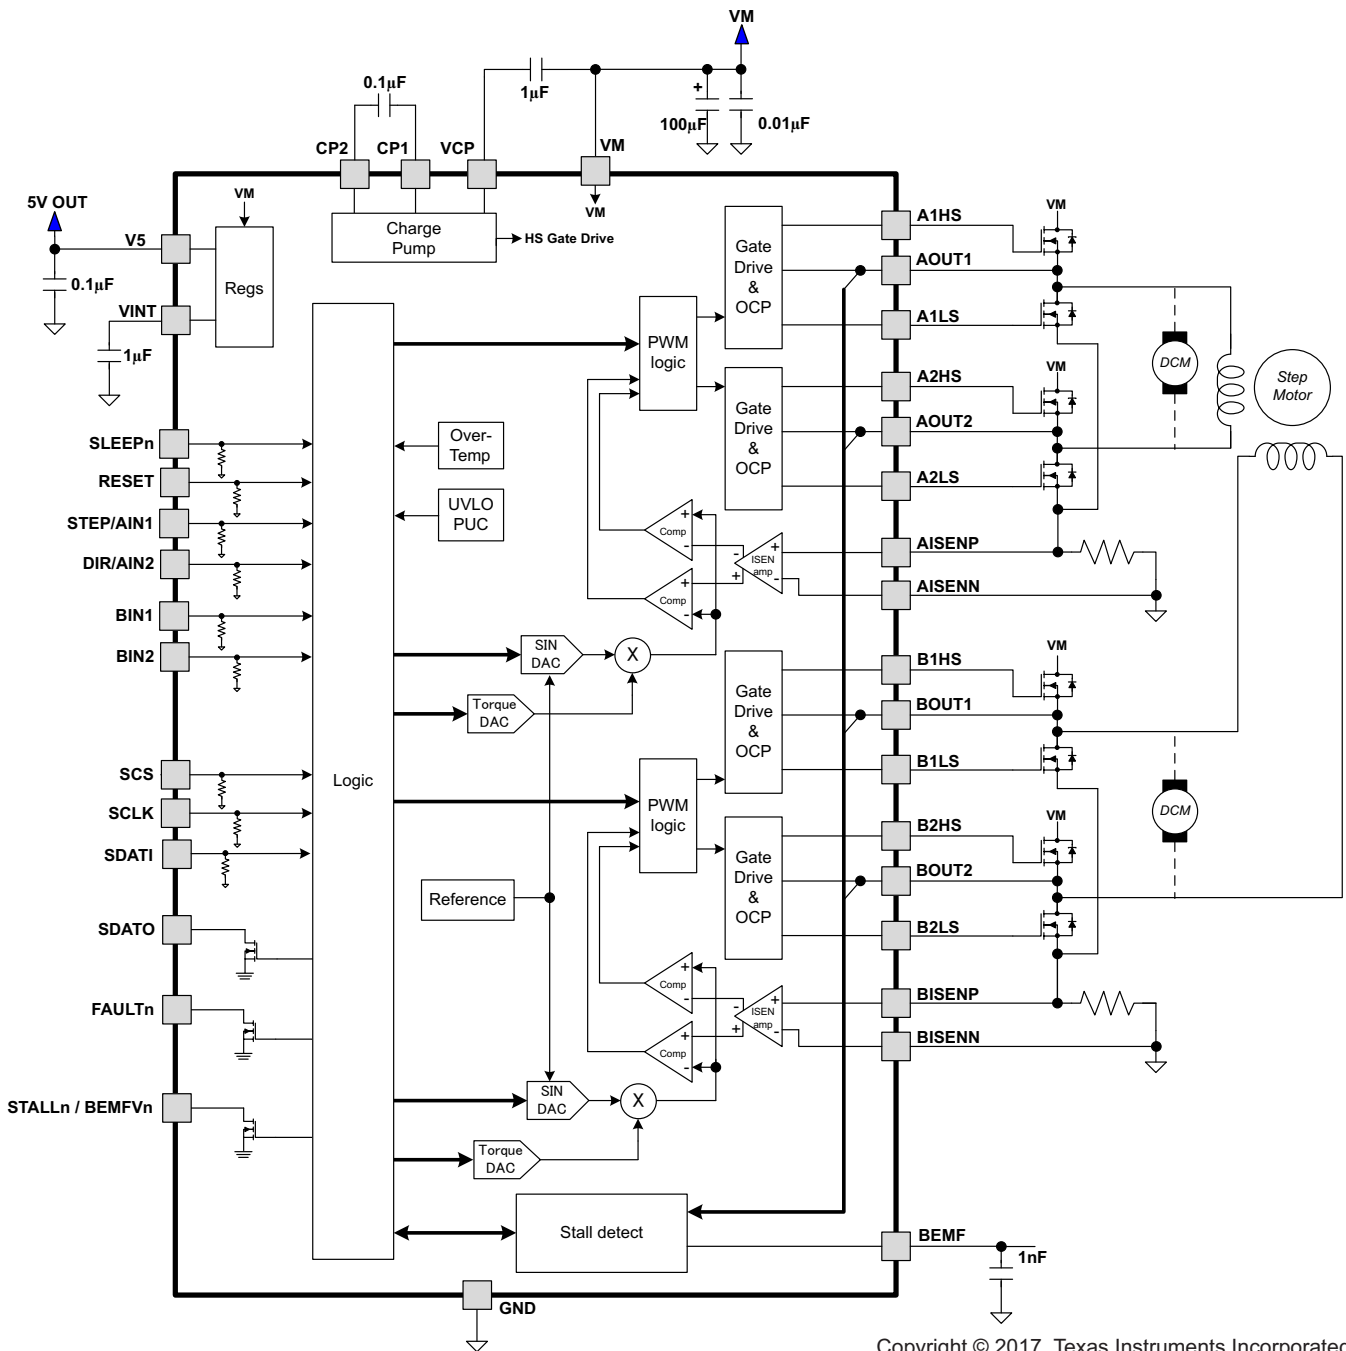 VM
0.1µF
1µF
+
100µF
0.01µF
CP2
CP1
VCP
VM
5V OUT
VM
VM
V5
Charge
Pump
HS Gate Drive
Gate
Drive
&
OCP
A1HS
VM
AOUT1
0.1µF
Regs
VINT
A1LS
1µF
PWM
logic
DCM
Step
Motor
Gate
Drive
&
OCP
A2HS
VM
AOUT2
SLEEPn
Over-
Temp
RESET
A2LS
UVLO
PUC
STEP/AIN1
+
Comp
-
AISENP
DIR/AIN2
-
+
ISEN
amp
+
-
+
Comp
-
AISENN
BIN1
BIN2
SIN
DAC
X
Gate
Drive
&
OCP
B1HS
VM
Torque
DAC
BOUT1
B1LS
SCS
Logic
PWM
logic
SCLK
DCM
SDATI
Gate
Drive
&
OCP
B2HS
VM
BOUT2
Reference
SDATO
B2LS
+
Comp
-
FAULTn
BISENP
-
+
ISEN
amp
+
-
+
Comp
-
BISENN
STALLn / BEMFVn
SIN
DAC
X
Torque
DAC
Stall detect
BEMF
1nF
GND
Copyright © 2017, Texas Instruments Incorporated